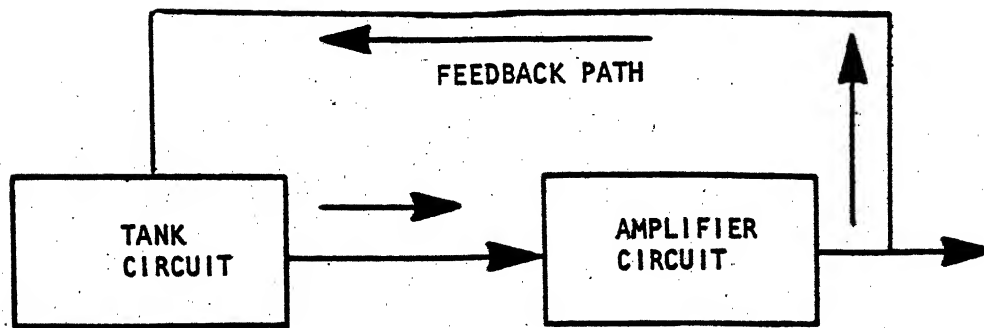 FEEDBACK PATH
TANK
CIRCUIT
AMPLIFIER
CIRCUIT